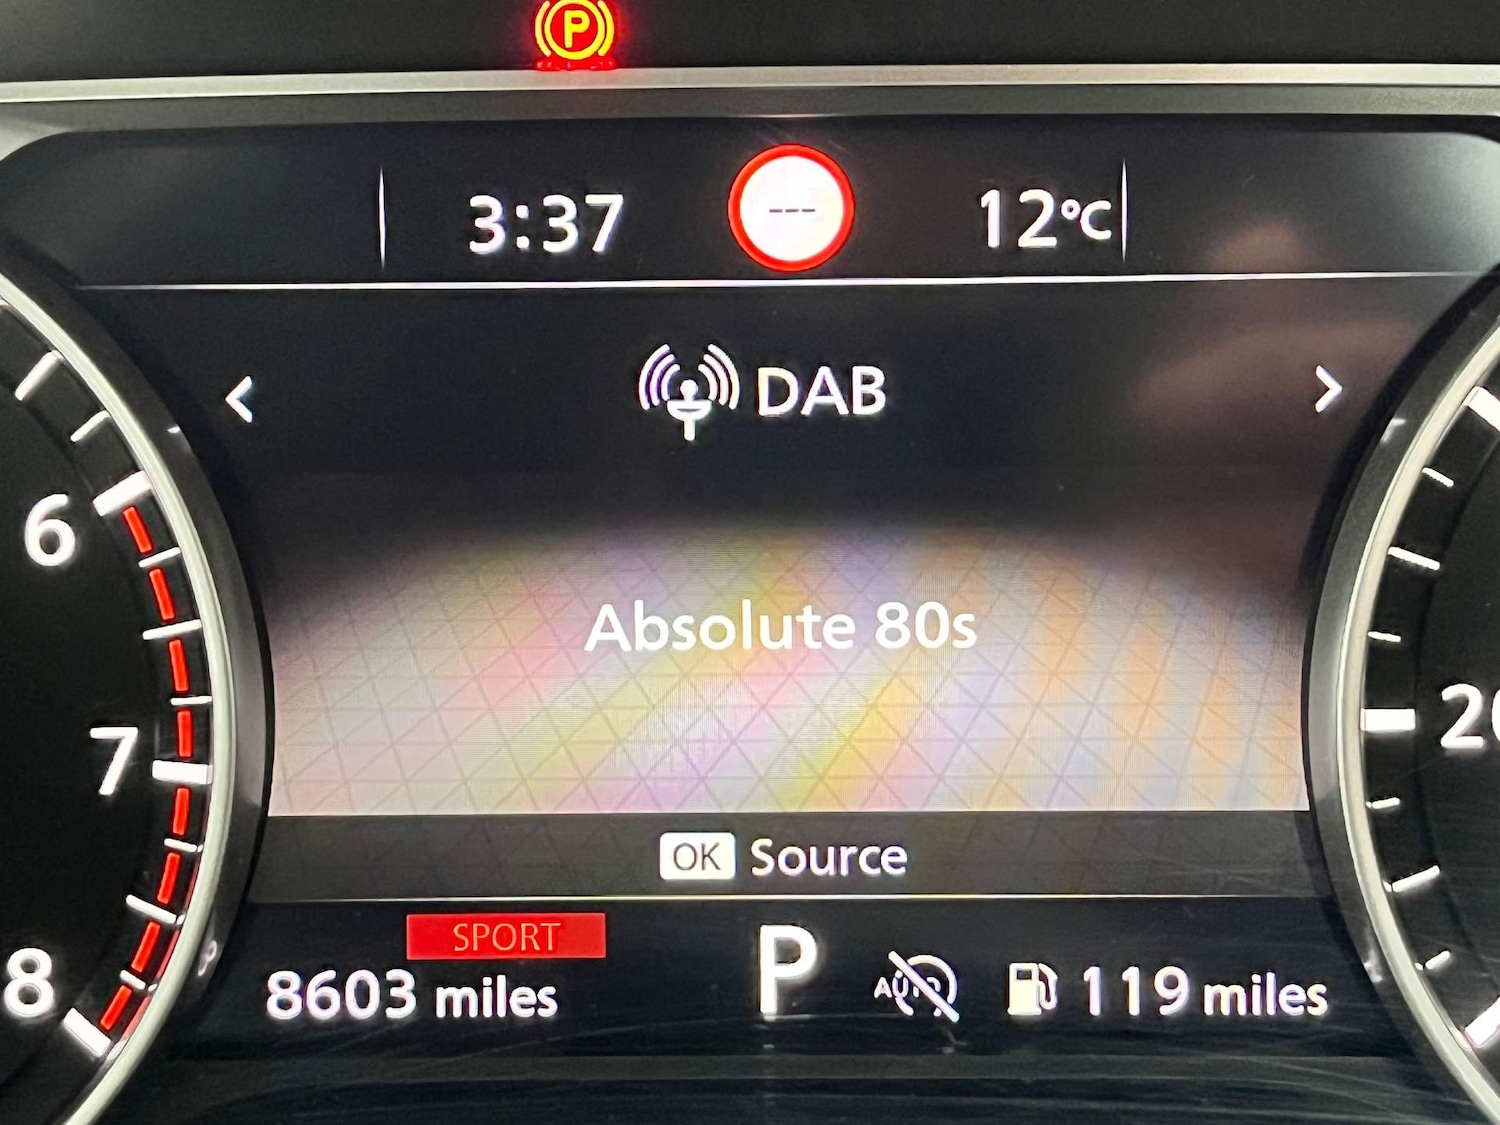 P
3:37 --- 12°C
< DAB >
6
Absolute 80s
7
OK Source
SPORT
8
8603 miles P AUTO 119 miles